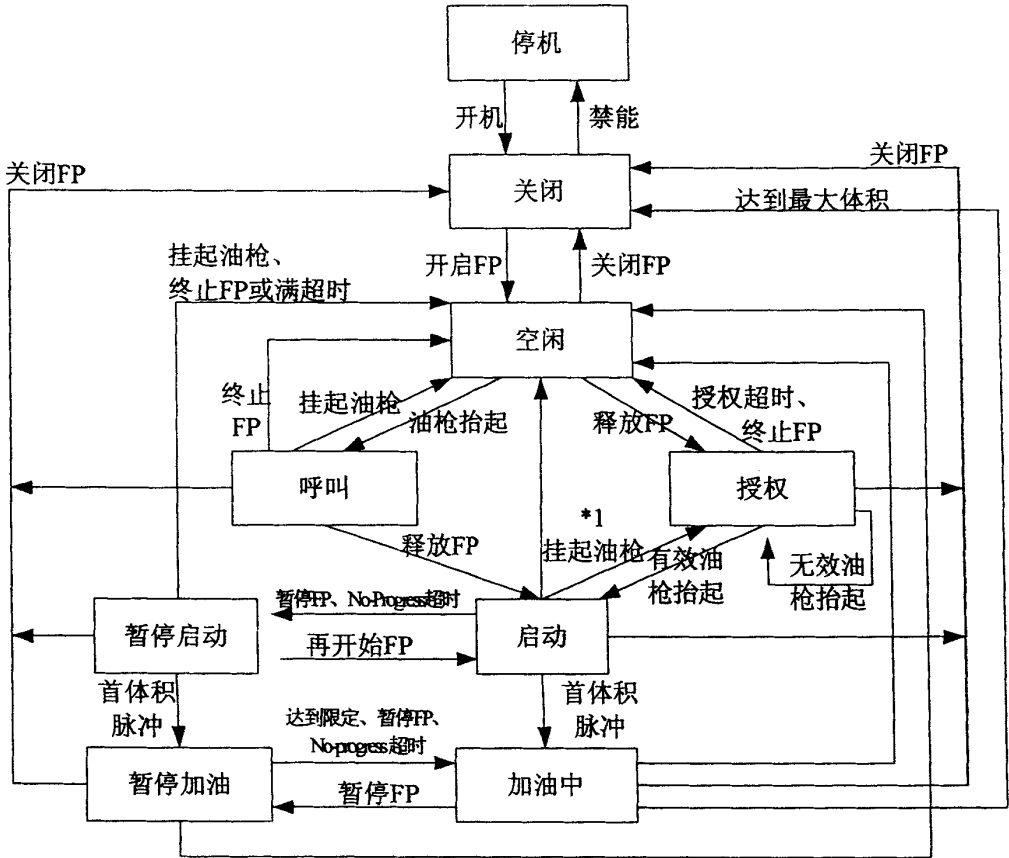 停机
开机
禁能
关闭FP
关闭FP
关闭
达到最大体积
挂起油枪、
终止FP或满超时
开启FP
关闭FP
空闲
终止
FP
挂起油枪
油枪抬起
释放FP
授权超时、
终止FP
呼叫
授权
*1
挂起油枪
释放FP
有效油
枪抬起
无效油
枪抬起
暂停FP、No-Progress超时
暂停启动
再开始FP
启动
首体积
脉冲
首体积
脉冲
达到限定、暂停FP、
No-progress超时
暂停加油
暂停FP
加油中